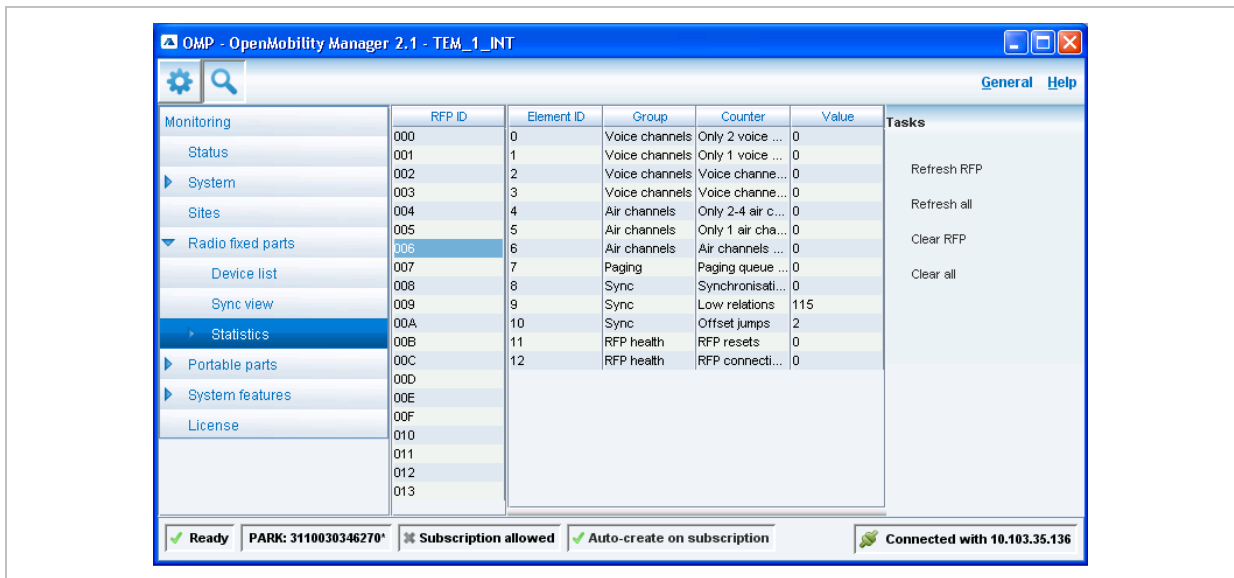 OMP - OpenMobility Manager 2.1 - TEM_1_INT
General Help
Monitoring
Status
System
Sites
Radio fixed parts
Device list
Sync view
Statistics
Portable parts
System features
License
RFP ID
000
001
002
003
004
005
006
007
008
009
00A
00B
00C
00D
00E
00F
010
011
012
013
Element ID Group Counter Value
0 Voice channels Only 2 voice ... 0
1 Voice channels Only 1 voice ... 0
2 Voice channels Voice channe... 0
3 Voice channels Voice channe... 0
4 Air channels Only 2-4 air c... 0
5 Air channels Only 1 air cha... 0
6 Air channels Air channels ... 0
7 Paging Paging queue ... 0
8 Sync Synchronisati... 0
9 Sync Low relations 115
10 Sync Offset jumps 2
11 RFP health RFP resets 0
12 RFP health RFP connecti... 0
Tasks
Refresh RFP
Refresh all
Clear RFP
Clear all
Ready PARK: 3110030346270* Subscription allowed Auto-create on subscription Connected with 10.103.35.136